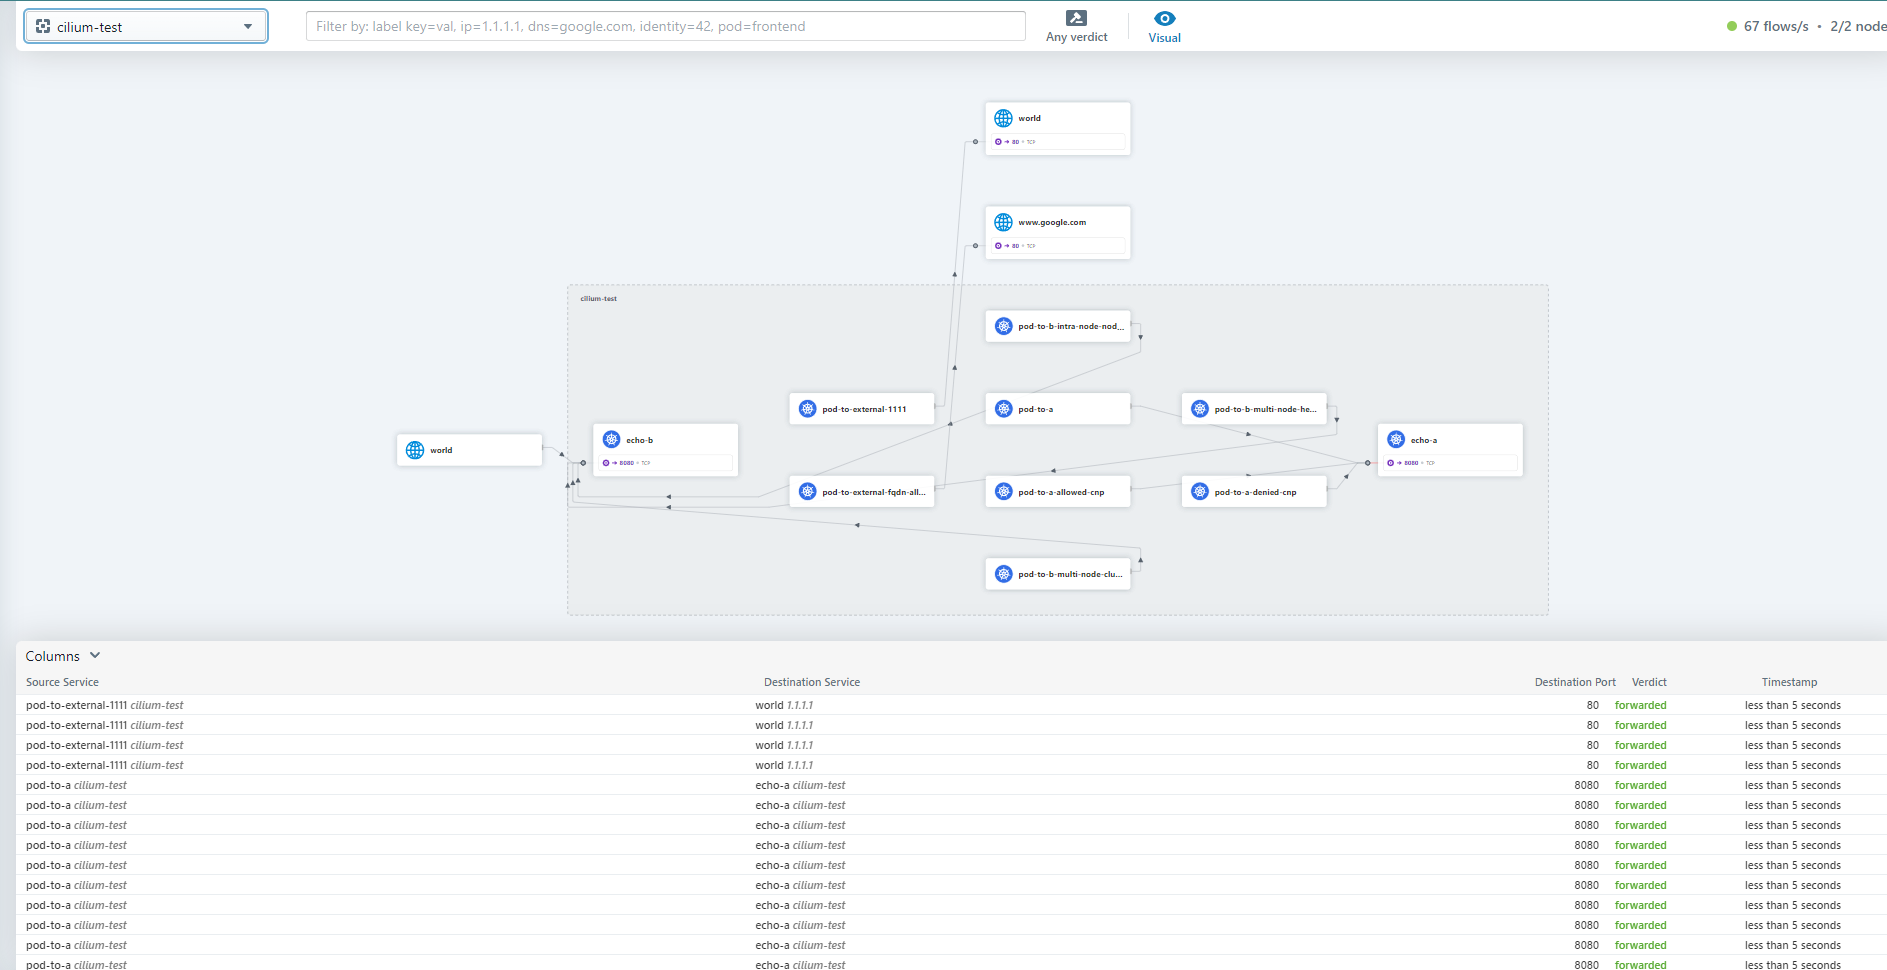 cilium-test
Filter by: label key=val, ip=1.1.1.1, dns=google.com, identity=42, pod=frontend
Any verdict
Visual
67 flows/s • 2/2 node
world
→ 80 • TCP
www.google.com
→ 80 • TCP
cilium-test
pod-to-b-intra-node-nod...
pod-to-external-1111
pod-to-a
pod-to-b-multi-node-he...
world
echo-b
→ 8080 • TCP
echo-a
→ 8080 • TCP
pod-to-external-fqdn-all...
pod-to-a-allowed-cnp
pod-to-a-denied-cnp
pod-to-b-multi-node-clu...
Columns
Source Service Destination Service Destination Port Verdict Timestamp
pod-to-external-1111 cilium-test world 1.1.1.1 80 forwarded less than 5 seconds
pod-to-external-1111 cilium-test world 1.1.1.1 80 forwarded less than 5 seconds
pod-to-external-1111 cilium-test world 1.1.1.1 80 forwarded less than 5 seconds
pod-to-external-1111 cilium-test world 1.1.1.1 80 forwarded less than 5 seconds
pod-to-a cilium-test echo-a cilium-test 8080 forwarded less than 5 seconds
pod-to-a cilium-test echo-a cilium-test 8080 forwarded less than 5 seconds
pod-to-a cilium-test echo-a cilium-test 8080 forwarded less than 5 seconds
pod-to-a cilium-test echo-a cilium-test 8080 forwarded less than 5 seconds
pod-to-a cilium-test echo-a cilium-test 8080 forwarded less than 5 seconds
pod-to-a cilium-test echo-a cilium-test 8080 forwarded less than 5 seconds
pod-to-a cilium-test echo-a cilium-test 8080 forwarded less than 5 seconds
pod-to-a cilium-test echo-a cilium-test 8080 forwarded less than 5 seconds
pod-to-a cilium-test echo-a cilium-test 8080 forwarded less than 5 seconds
pod-to-a cilium-test echo-a cilium-test 8080 forwarded less than 5 seconds